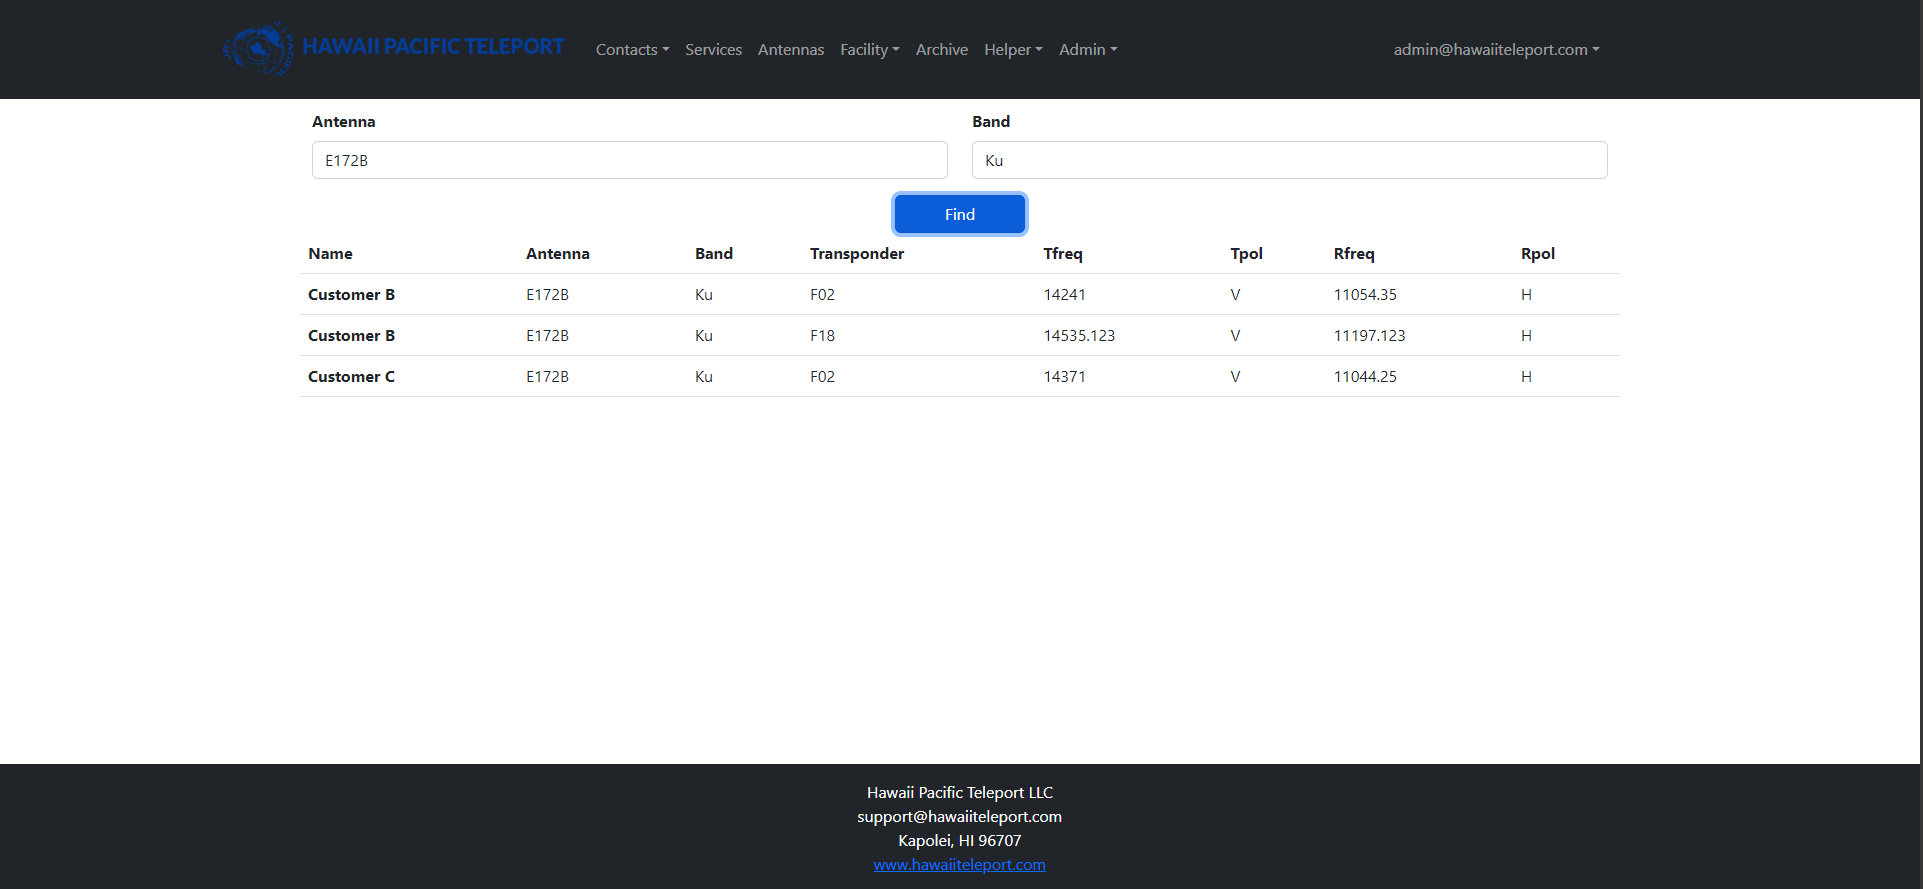 HAWAII PACIFIC TELEPORT Contacts Services Antennas Facility Archive Helper Admin admin@hawaiiteleport.com
Antenna Band
E172B Ku
Find
Name Antenna Band Transponder Tfreq Tpol Rfreq Rpol
Customer B E172B Ku F02 14241 V 11054.35 H
Customer B E172B Ku F18 14535.123 V 11197.123 H
Customer C E172B Ku F02 14371 V 11044.25 H
Hawaii Pacific Teleport LLC
support@hawaiiteleport.com
Kapolei, HI 96707
www.hawaiiteleport.com